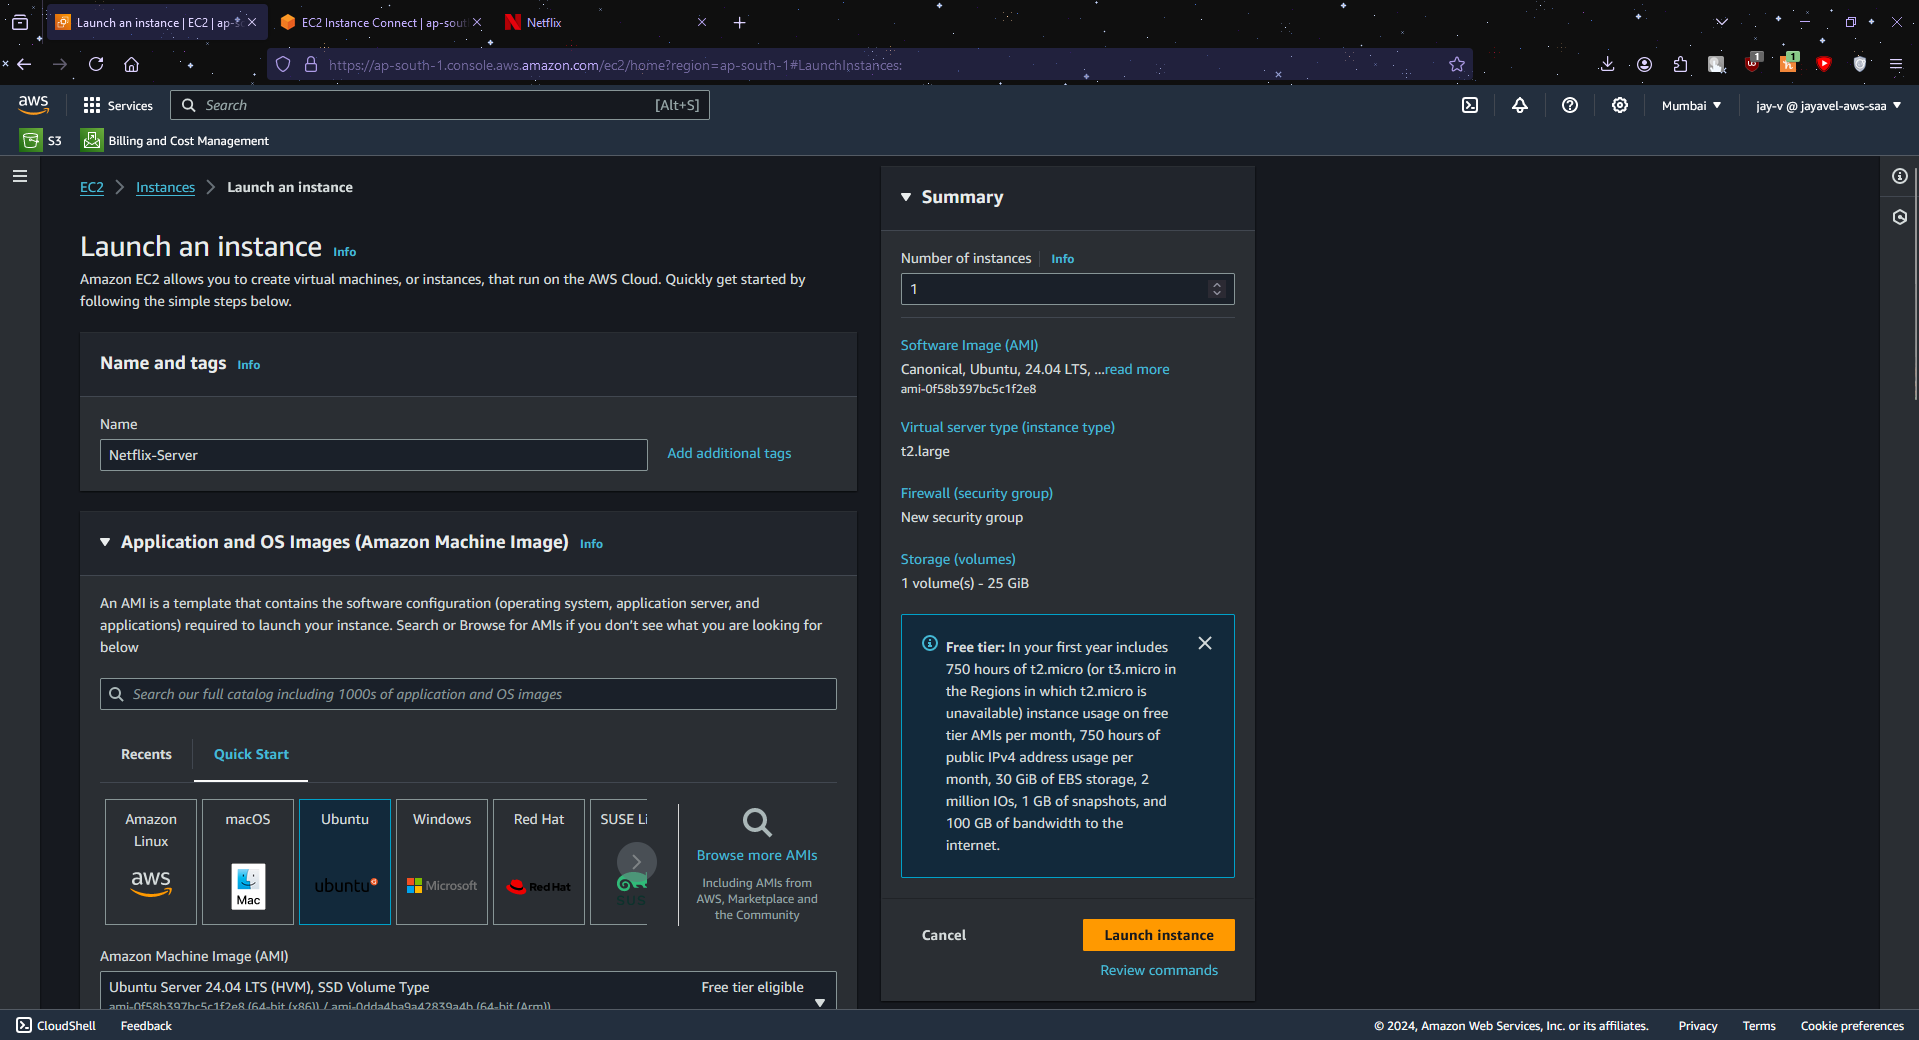 Launch an instance | EC2 | ap-s
EC2 Instance Connect | ap-sout
Netflix
https://ap-south-1.console.aws.amazon.com/ec2/home?region=ap-south-1#LaunchInstances:
1
1
aws
Services
Search
[Alt+S]
Mumbai
jay-v @ jayavel-aws-saa
S3
Billing and Cost Management
EC2
Instances
Launch an instance
Launch an instance Info
Amazon EC2 allows you to create virtual machines, or instances, that run on the AWS Cloud. Quickly get started by
following the simple steps below.
Name and tags Info
Name
Netflix-Server
Add additional tags
Application and OS Images (Amazon Machine Image) Info
An AMI is a template that contains the software configuration (operating system, application server, and
applications) required to launch your instance. Search or Browse for AMIs if you don't see what you are looking for
below
Search our full catalog including 1000s of application and OS images
Recents
Quick Start
Amazon
Linux
aws
macOS
Mac
Ubuntu
ubuntu
Windows
Microsoft
Red Hat
Red Hat
SUSE Li
SUS
Browse more AMIs
Including AMIs from
AWS, Marketplace and
the Community
Amazon Machine Image (AMI)
Ubuntu Server 24.04 LTS (HVM), SSD Volume Type
Free tier eligible
ami-0f58b397bc5c1f2e8 (64-bit (x86)) / ami-0dda4ba9a42839a4b (64-bit (Arm))
Summary
Number of instances Info
1
Software Image (AMI)
Canonical, Ubuntu, 24.04 LTS, ...read more
ami-0f58b397bc5c1f2e8
Virtual server type (instance type)
t2.large
Firewall (security group)
New security group
Storage (volumes)
1 volume(s) - 25 GiB
Free tier: In your first year includes
750 hours of t2.micro (or t3.micro in
the Regions in which t2.micro is
unavailable) instance usage on free
tier AMIs per month, 750 hours of
public IPv4 address usage per
month, 30 GiB of EBS storage, 2
million IOs, 1 GB of snapshots, and
100 GB of bandwidth to the
internet.
Cancel
Launch instance
Review commands
CloudShell
Feedback
© 2024, Amazon Web Services, Inc. or its affiliates.
Privacy
Terms
Cookie preferences